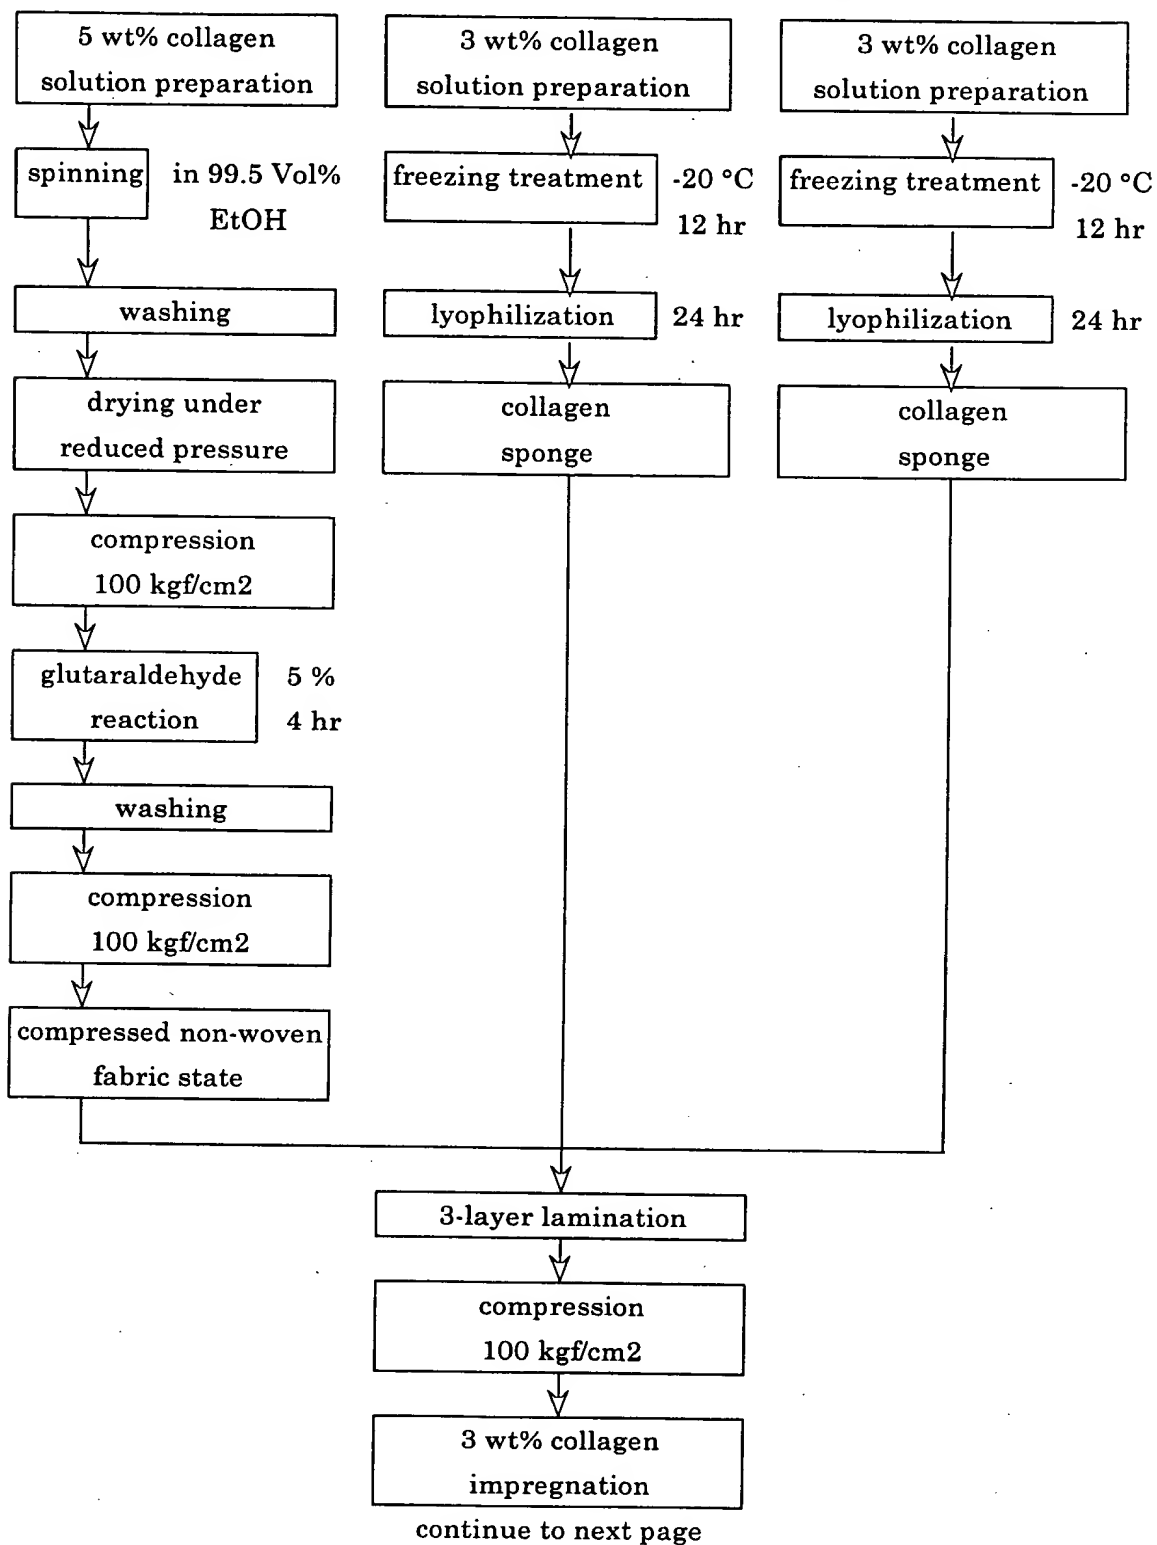 5 wt% collagen
solution preparation
spinning
in 99.5 Vol%
EtOH
washing
drying under
reduced pressure
compression
100 kgf/cm2
glutaraldehyde
reaction
5 %
4 hr
washing
compression
100 kgf/cm2
compressed non-woven
fabric state
3 wt% collagen
solution preparation
freezing treatment
-20 °C
12 hr
lyophilization
24 hr
collagen
sponge
3 wt% collagen
solution preparation
freezing treatment
-20 °C
12 hr
lyophilization
24 hr
collagen
sponge
3-layer lamination
compression
100 kgf/cm2
3 wt% collagen
impregnation
continue to next page